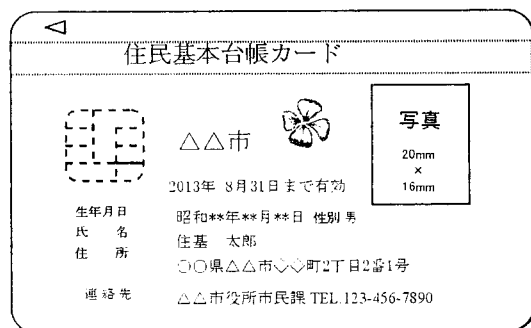 住民基本台帳カード
△△市
写真
20mm
×
16mm
2013年 8月31日まで有効
生年月日 昭和**年**月**日 性別 男
氏 名 住基 太郎
住 所 ○○県△△市◇◇町2丁目2番1号
連絡先 △△市役所市民課 TEL.123-456-7890